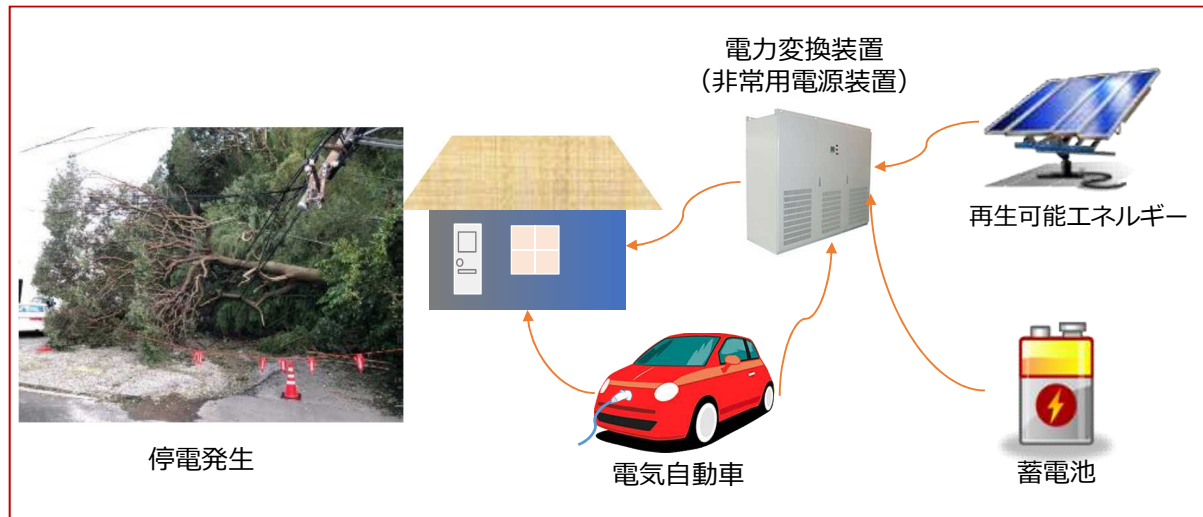 電力変換装置
（非常用電源装置）
再生可能エネルギー
停電発生
電気自動車
蓄電池